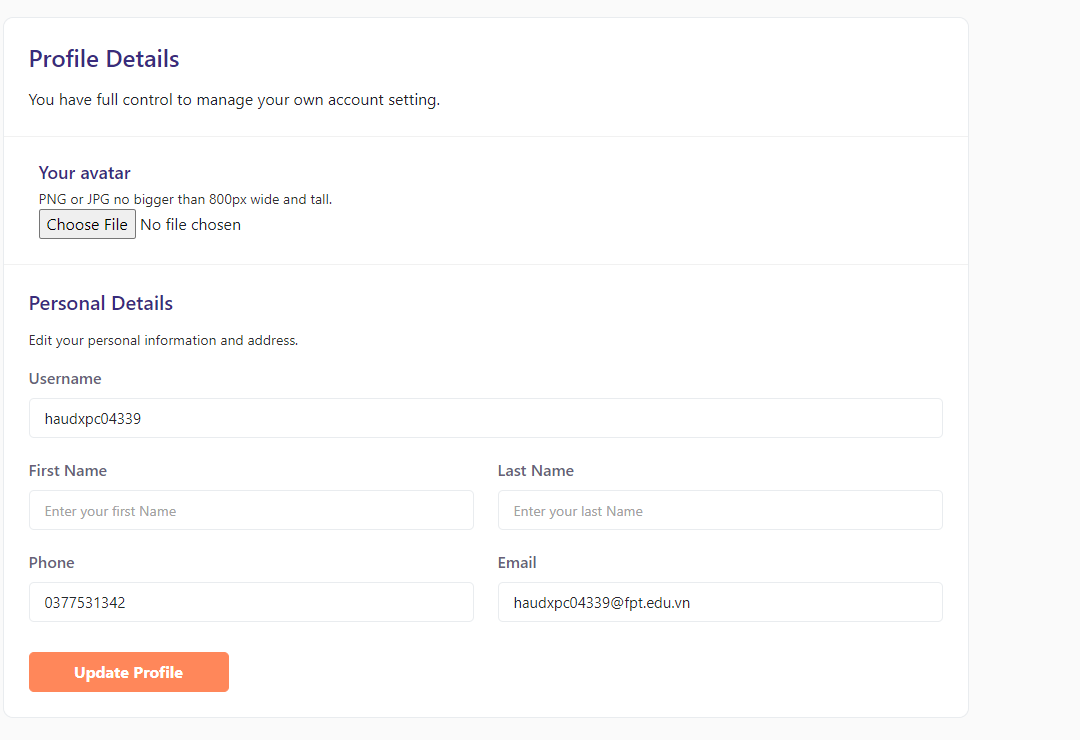 Profile Details
You have full control to manage your own account setting.
Your avatar
PNG or JPG no bigger than 800px wide and tall.
Choose File No file chosen
Personal Details
Edit your personal information and address.
Username
haudxpc04339
First Name
Last Name
Enter your first Name
Enter your last Name
Phone
Email
0377531342
haudxpc04339@fpt.edu.vn
Update Profile